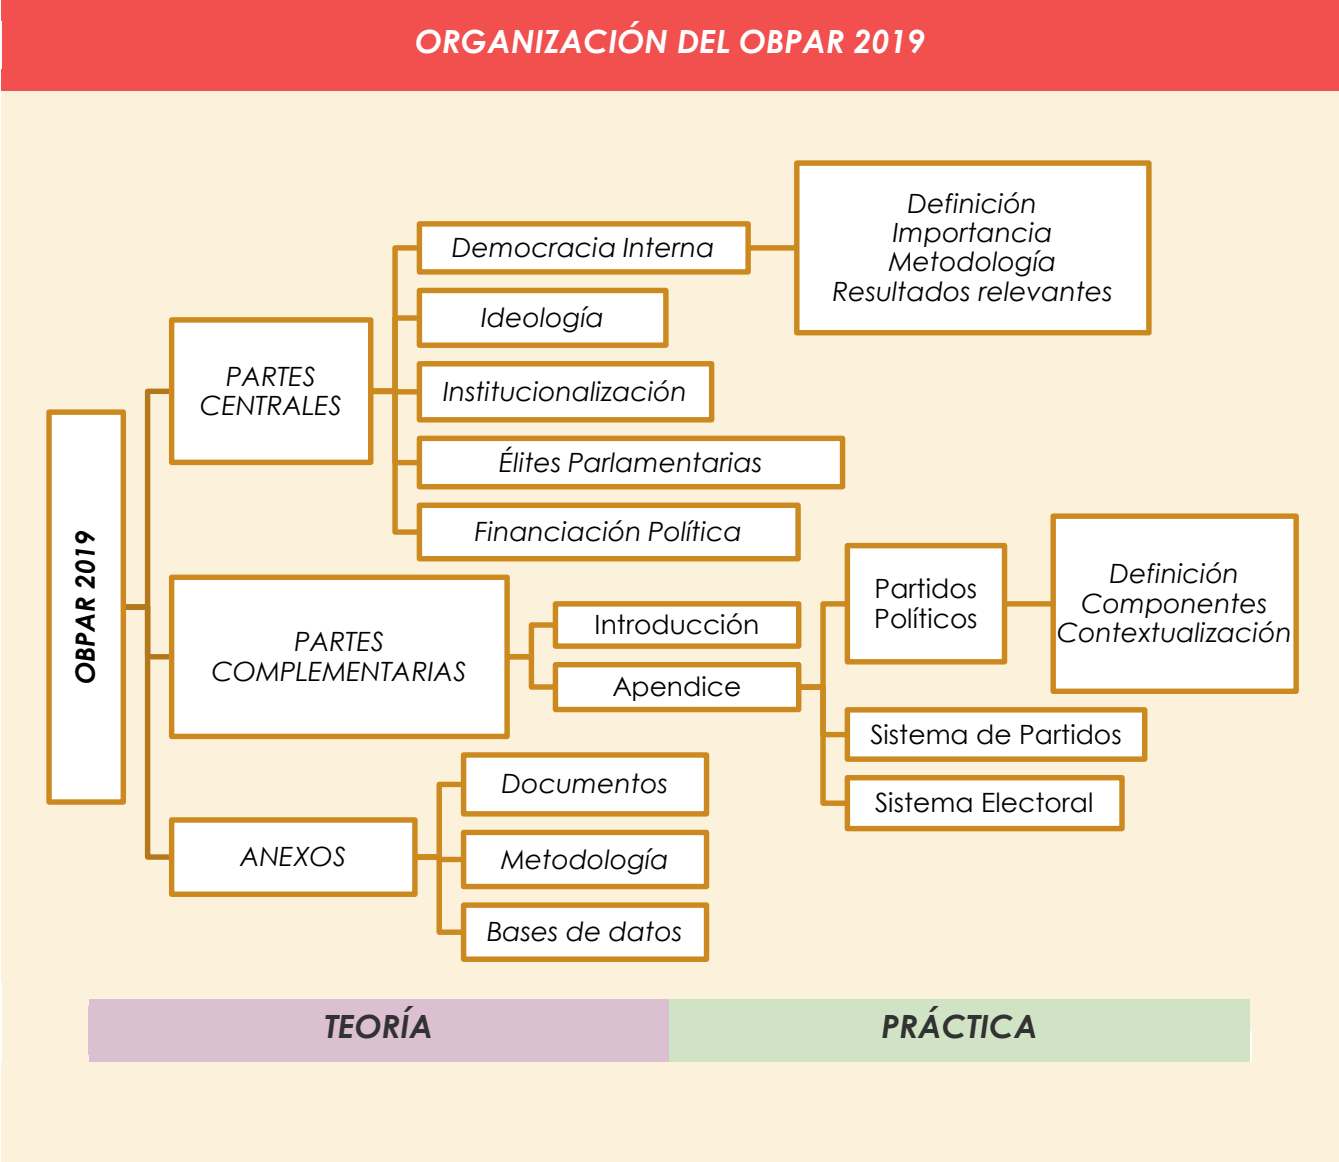 ORGANIZACIÓN DEL OBPAR 2019
OBPAR 2019
PARTES
CENTRALES
Democracia Interna
Definición
Importancia
Metodología
Resultados relevantes
Ideología
Institucionalización
Élites Parlamentarias
Financiación Política
PARTES
COMPLEMENTARIAS
Introducción
Apendice
Partidos
Políticos
Definición
Componentes
Contextualización
Sistema de Partidos
Sistema Electoral
ANEXOS
Documentos
Metodología
Bases de datos
TEORÍA
PRÁCTICA